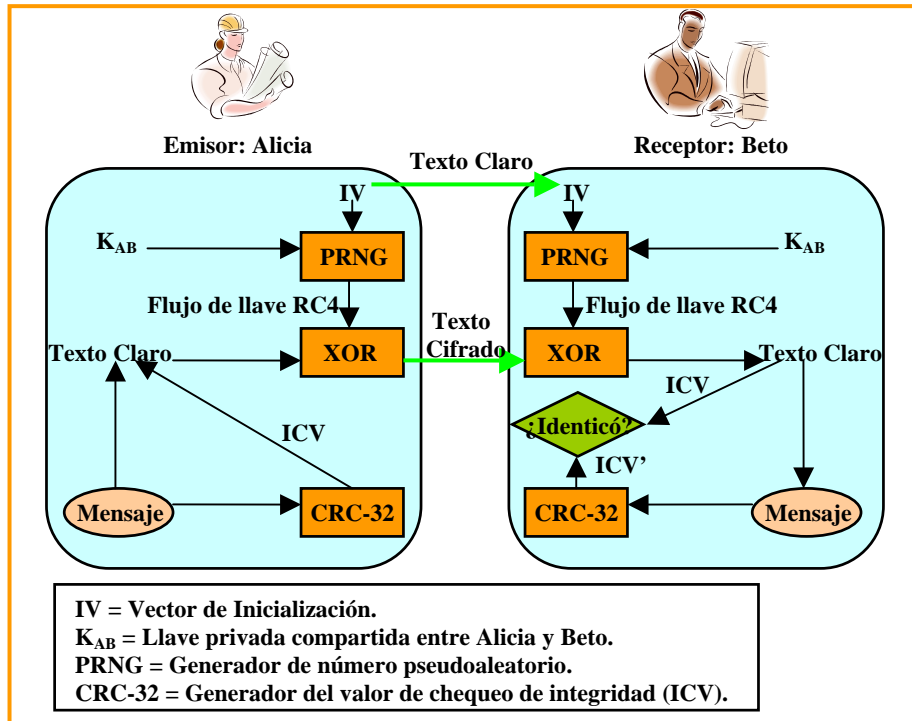 Emisor: Alicia
Receptor: Beto
Texto Claro
IV
IV
K_AB
PRNG
PRNG
K_AB
Flujo de llave RC4
Flujo de llave RC4
Texto
Cifrado
Texto Claro
XOR
XOR
Texto Claro
ICV
ICV
¿Identicó?
ICV’
Mensaje
CRC-32
CRC-32
Mensaje
IV = Vector de Inicialización.
K_AB = Llave privada compartida entre Alicia y Beto.
PRNG = Generador de número pseudoaleatorio.
CRC-32 = Generador del valor de chequeo de integridad (ICV).